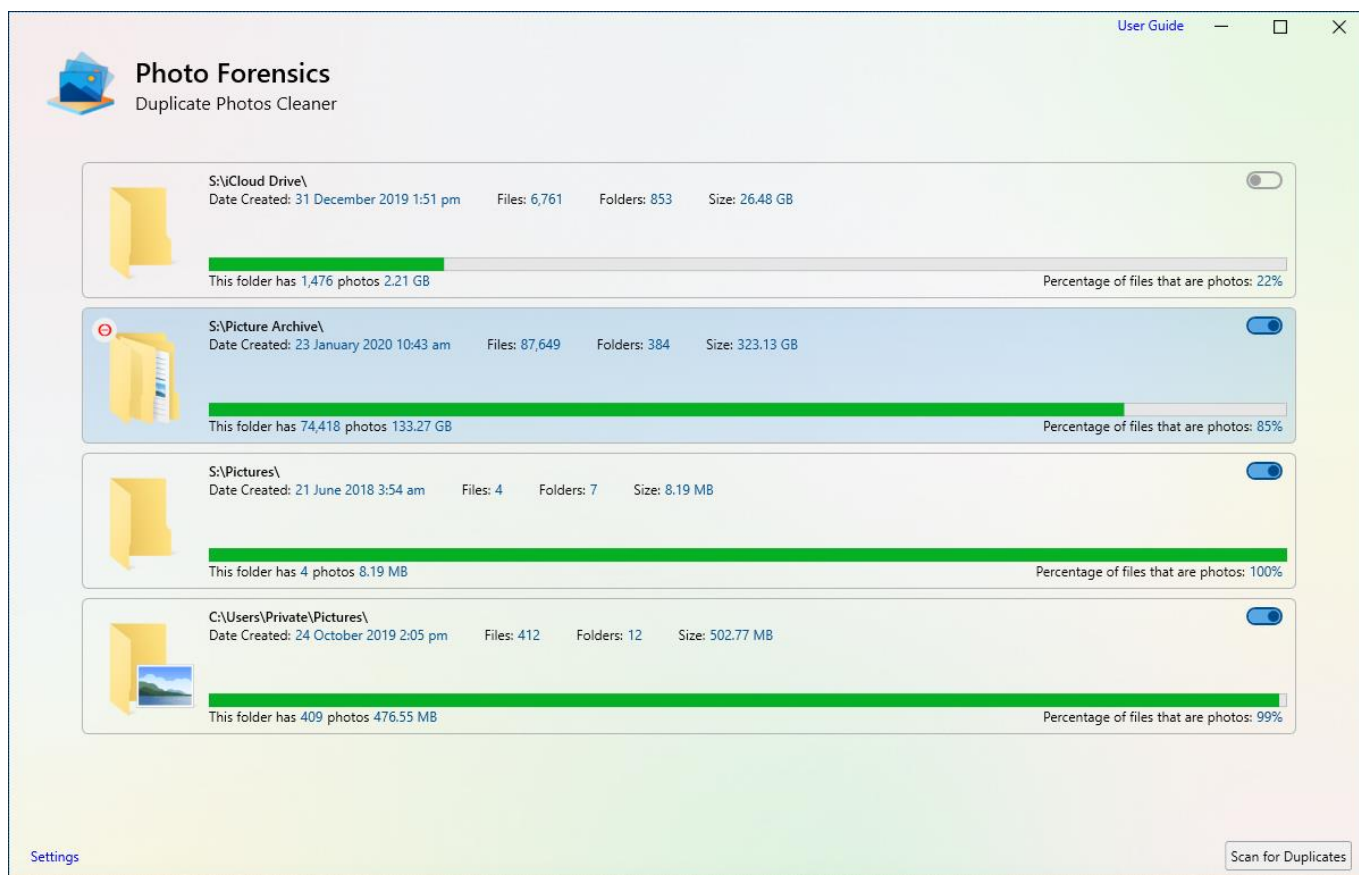 User Guide
Photo Forensics
Duplicate Photos Cleaner
S:\iCloud Drive\
Date Created: 31 December 2019 1:51 pm Files: 6,761 Folders: 853 Size: 26.48 GB
This folder has 1,476 photos 2.21 GB Percentage of files that are photos: 22%
S:\Picture Archive\
Date Created: 23 January 2020 10:43 am Files: 87,649 Folders: 384 Size: 323.13 GB
This folder has 74,418 photos 133.27 GB Percentage of files that are photos: 85%
S:\Pictures\
Date Created: 21 June 2018 3:54 am Files: 4 Folders: 7 Size: 8.19 MB
This folder has 4 photos 8.19 MB Percentage of files that are photos: 100%
C:\Users\Private\Pictures\
Date Created: 24 October 2019 2:05 pm Files: 412 Folders: 12 Size: 502.77 MB
This folder has 409 photos 476.55 MB Percentage of files that are photos: 99%
Settings Scan for Duplicates